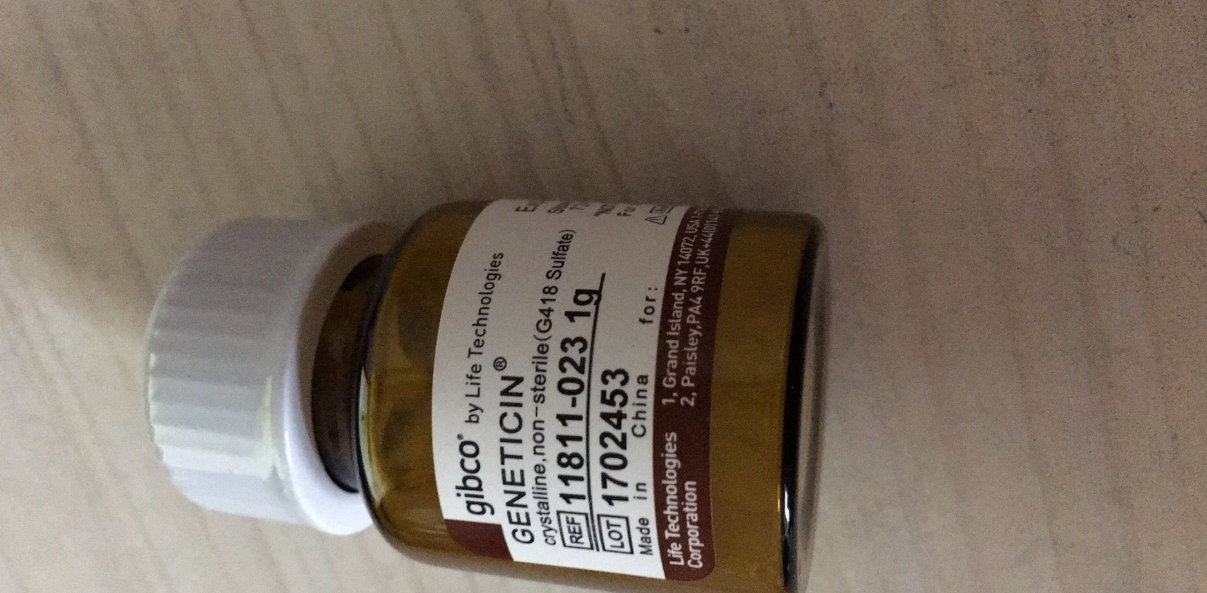 gibco® by Life Technologies
GENETICIN®
crystalline,non-sterile(G418 Sulfate)
REF 11811-023 1g
LOT 1702453
Made in China for:
Life Technologies
Corporation
1, Grand Island, NY 14072,USA
2, Paisley,PA4 9RF,UK